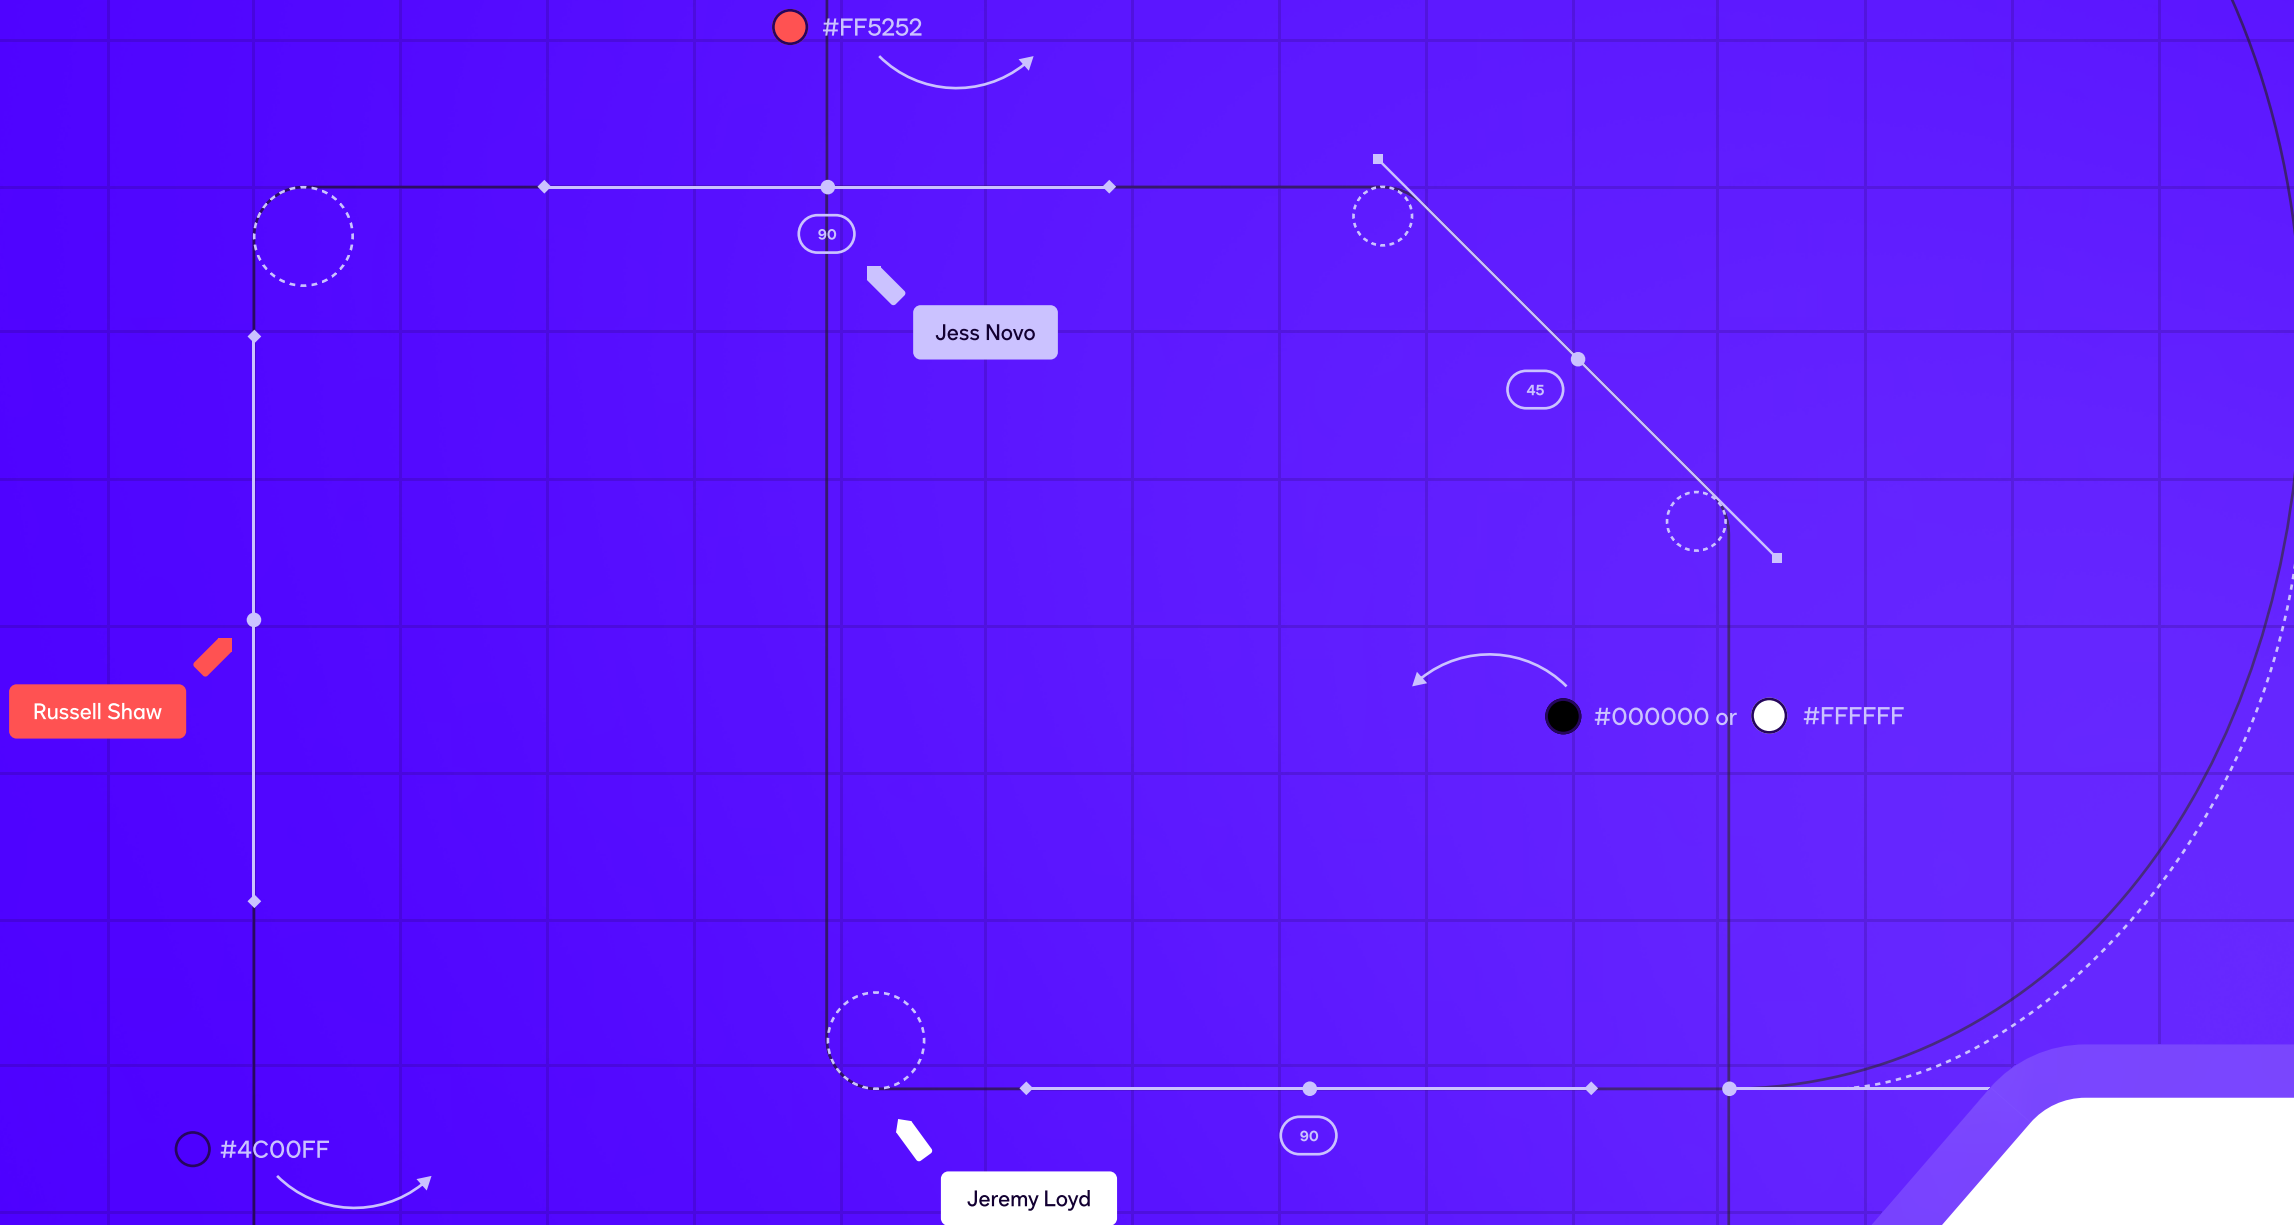 #FF5252
90
Jess Novo
45
Russell Shaw
#000000 or #FFFFFF
90
#4C00FF
Jeremy Loyd